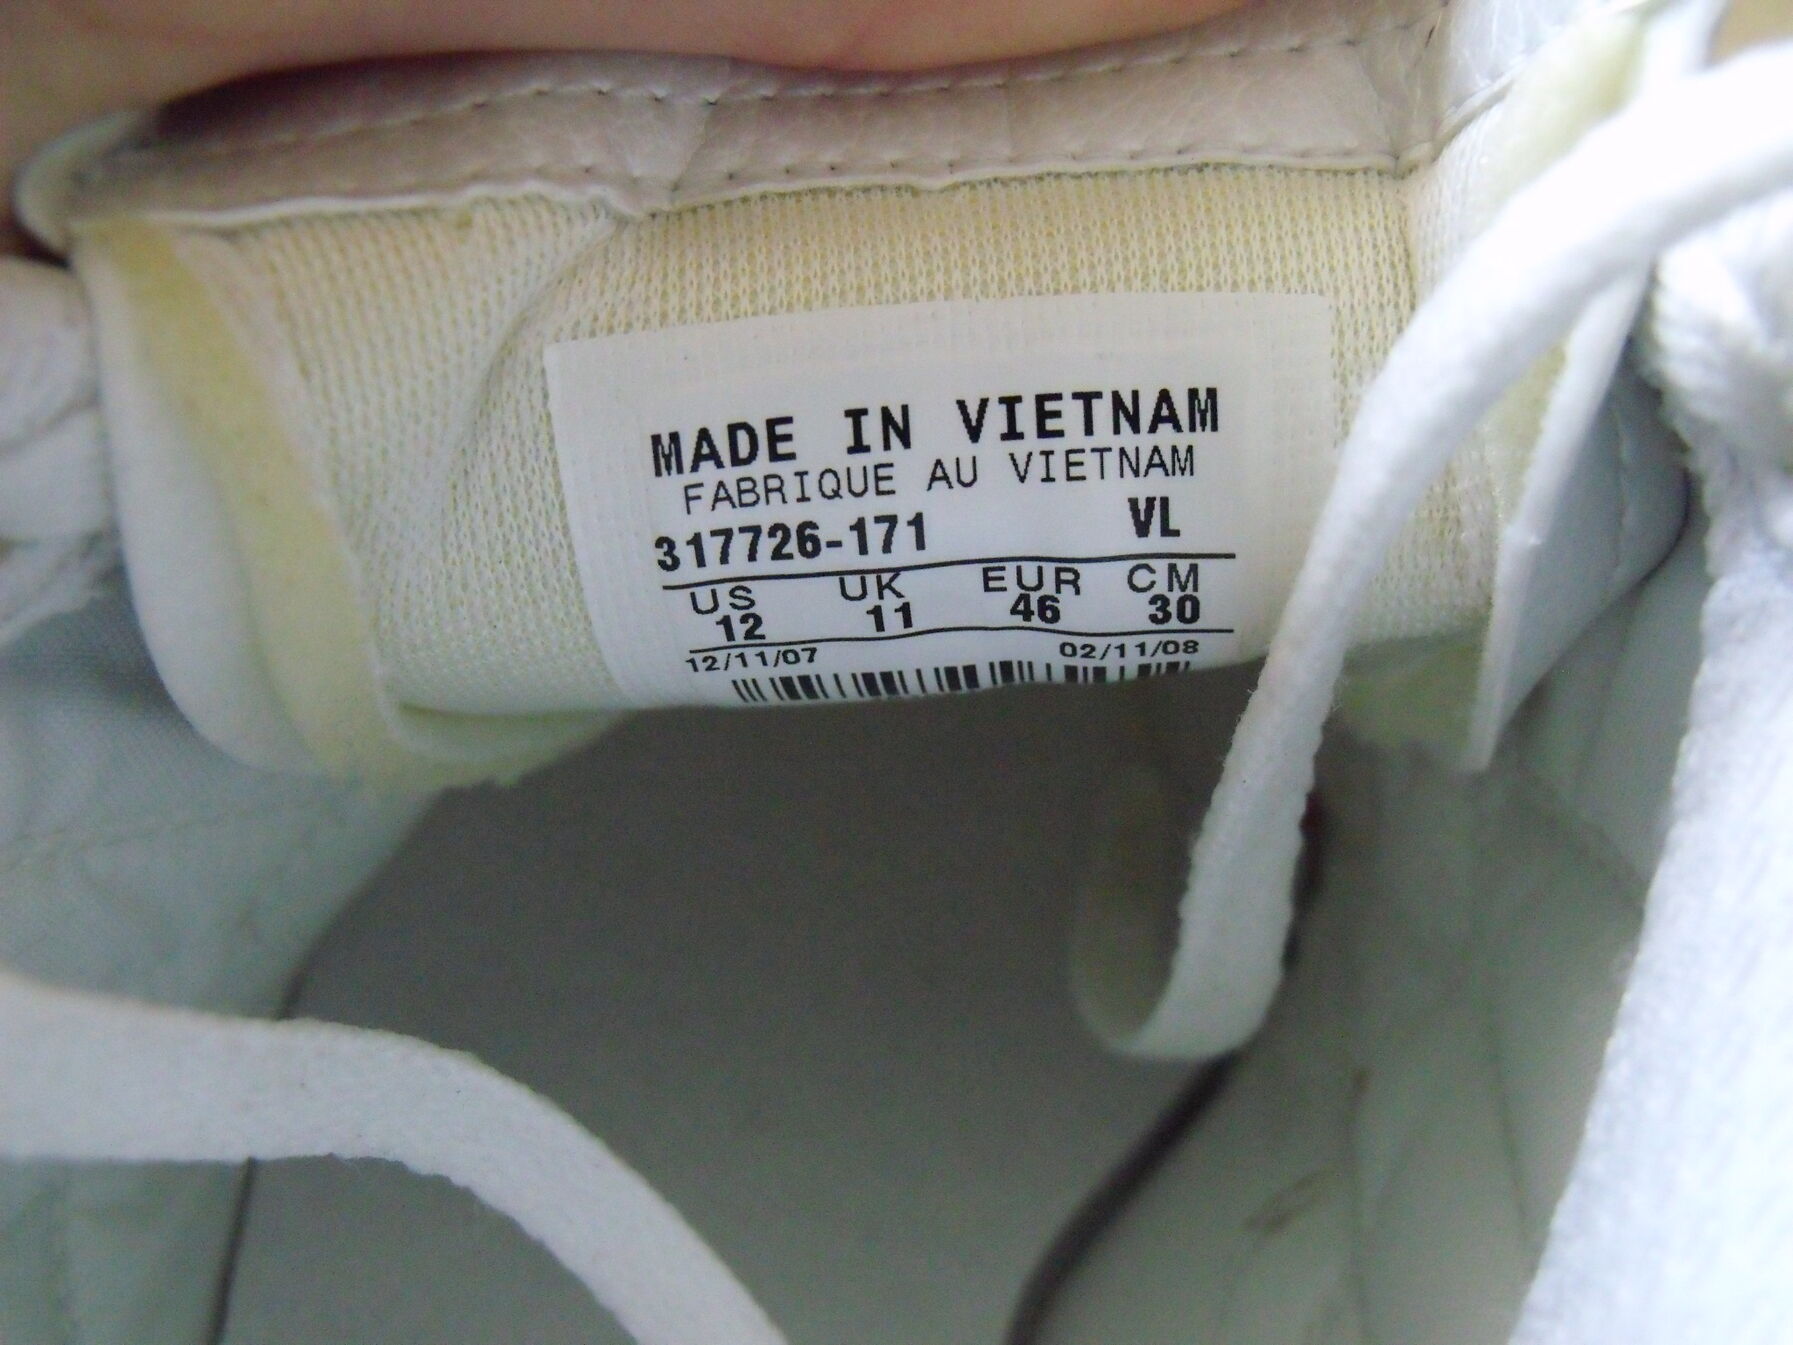 MADE IN VIETNAM
FABRIQUE AU VIETNAM
317726-171 VL
US UK EUR CM
12 11 46 30
12/11/07 02/11/08